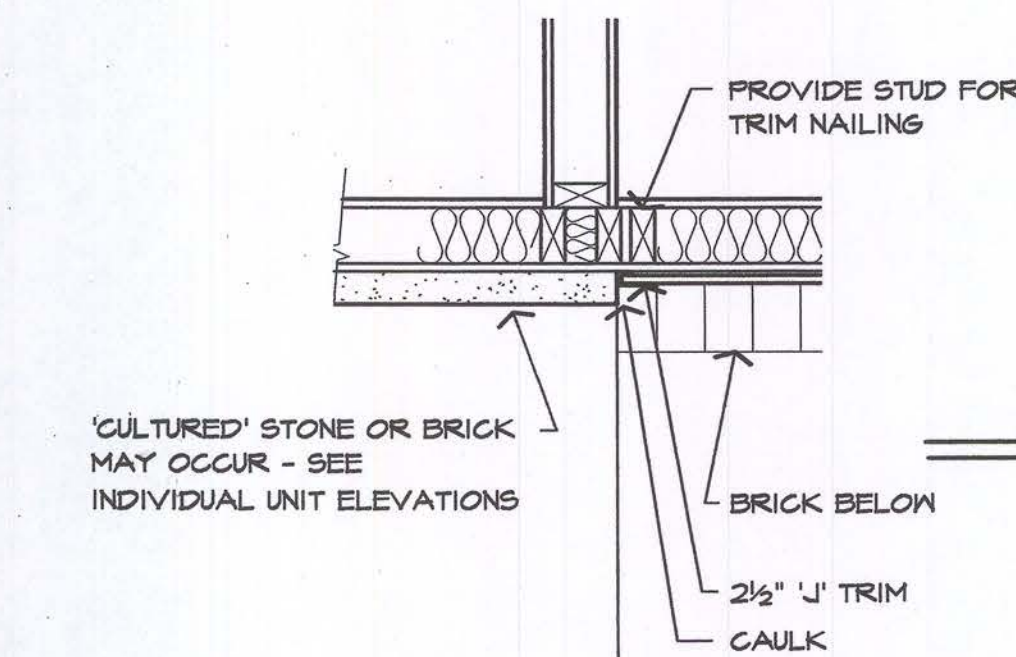 PROVIDE STUD FOR
TRIM NAILING
'CULTURED' STONE OR BRICK
MAY OCCUR - SEE
INDIVIDUAL UNIT ELEVATIONS
BRICK BELOW
2½" 'J' TRIM
CAULK